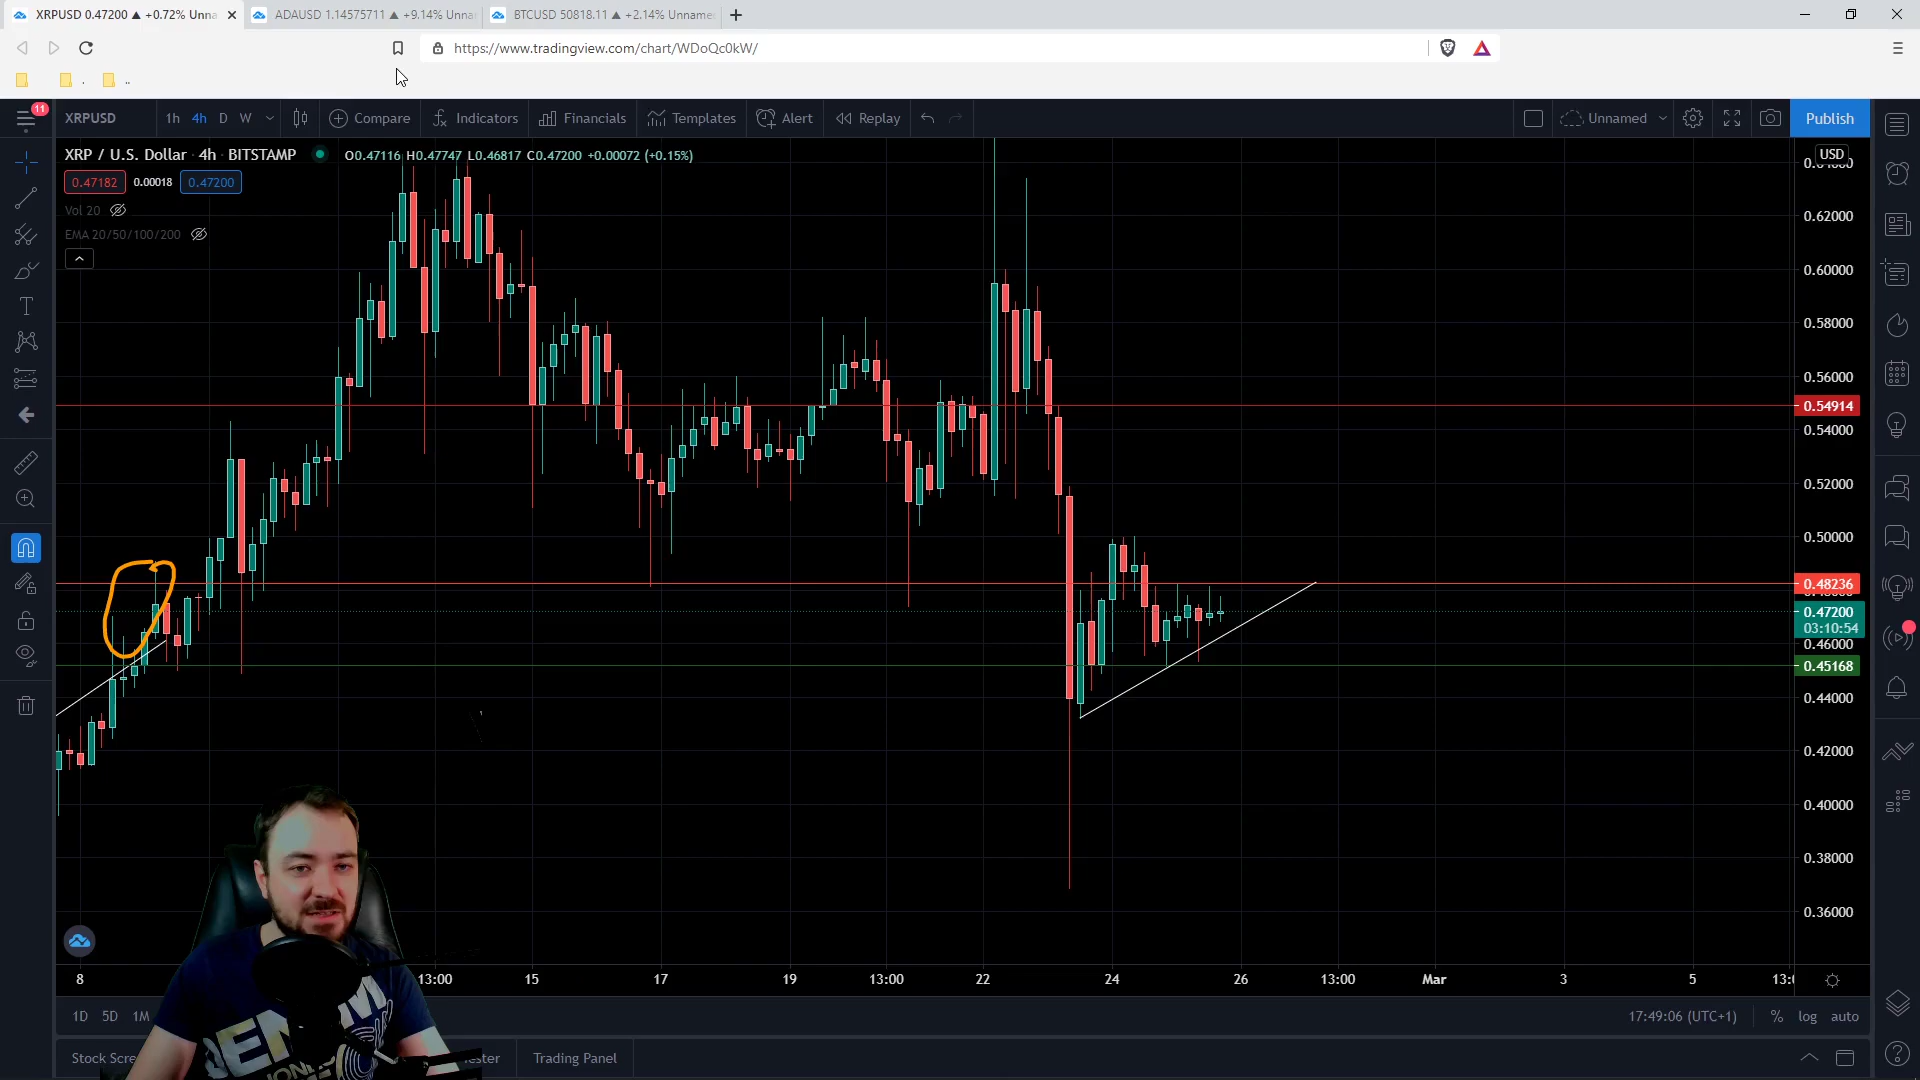 XRPUSD 0.47200 ▲ +0.72% Unna
ADAUSD 1.14575711 ▲ +9.14% Unna
BTCUSD 50818.11 ▲ +2.14% Unname
https://www.tradingview.com/chart/WDoQc0kW/
.
..
11
XRPUSD
1h 4h D W
Compare
Indicators
Financials
Templates
Alert
Replay
Unnamed
Publish
XRP / U.S. Dollar · 4h · BITSTAMP
O0.47116 H0.47747 L0.46817 C0.47200 +0.00072 (+0.15%)
0.47182 0.00018 0.47200
Vol 20
EMA 20/50/100/200
USD
0.62000
0.60000
0.58000
0.56000
0.54914
0.54000
0.52000
0.50000
0.48236
0.47200
03:10:54
0.46000
0.45168
0.44000
0.42000
0.40000
0.38000
0.36000
8 13:00 15 17 19 13:00 22 24 26 13:00 Mar 3 5
1D 5D 1M
17:49:06 (UTC+1) % log auto
Stock Scre
Trading Panel